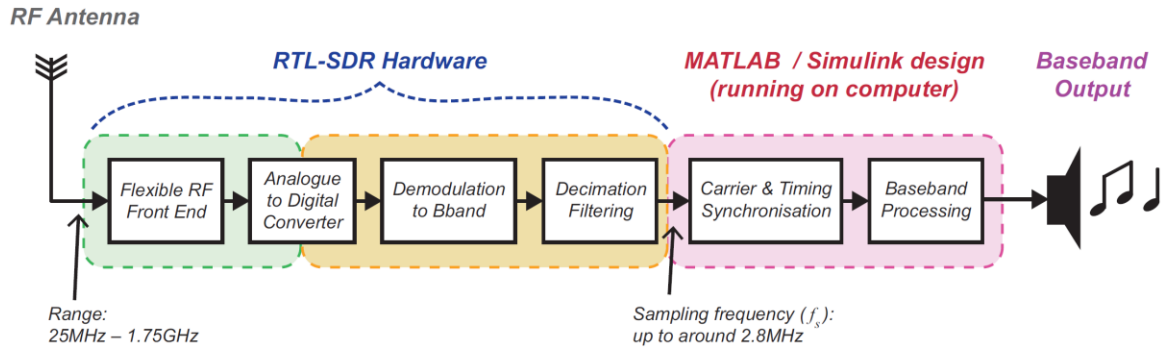 RF Antenna
RTL-SDR Hardware
MATLAB / Simulink design
(running on computer)
Baseband
Output
Flexible RF
Front End
Analogue
to Digital
Converter
Demodulation
to Bband
Decimation
Filtering
Carrier & Timing
Synchronisation
Baseband
Processing
Range:
25MHz – 1.75GHz
Sampling frequency (fs):
up to around 2.8MHz